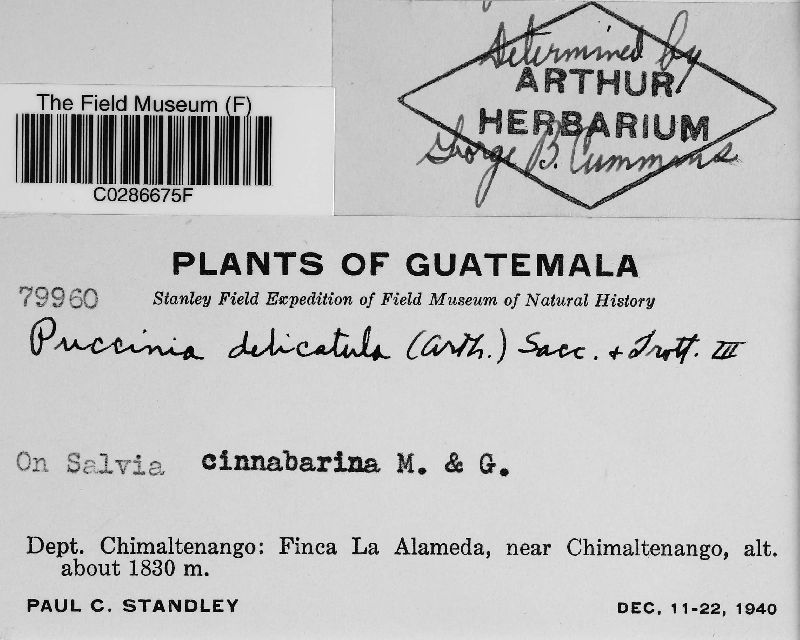 Determined by
ARTHUR
HERBARIUM
George B. Cummins
The Field Museum (F)
C0286675F
PLANTS OF GUATEMALA
79960
Stanley Field Expedition of Field Museum of Natural History
Puccinia delicatula (Arth.) Sacc. & Trott. III
On Salvia cinnabarina M. & G.
Dept. Chimaltenango: Finca La Alameda, near Chimaltenango, alt.
about 1830 m.
PAUL C. STANDLEY DEC. 11-22, 1940